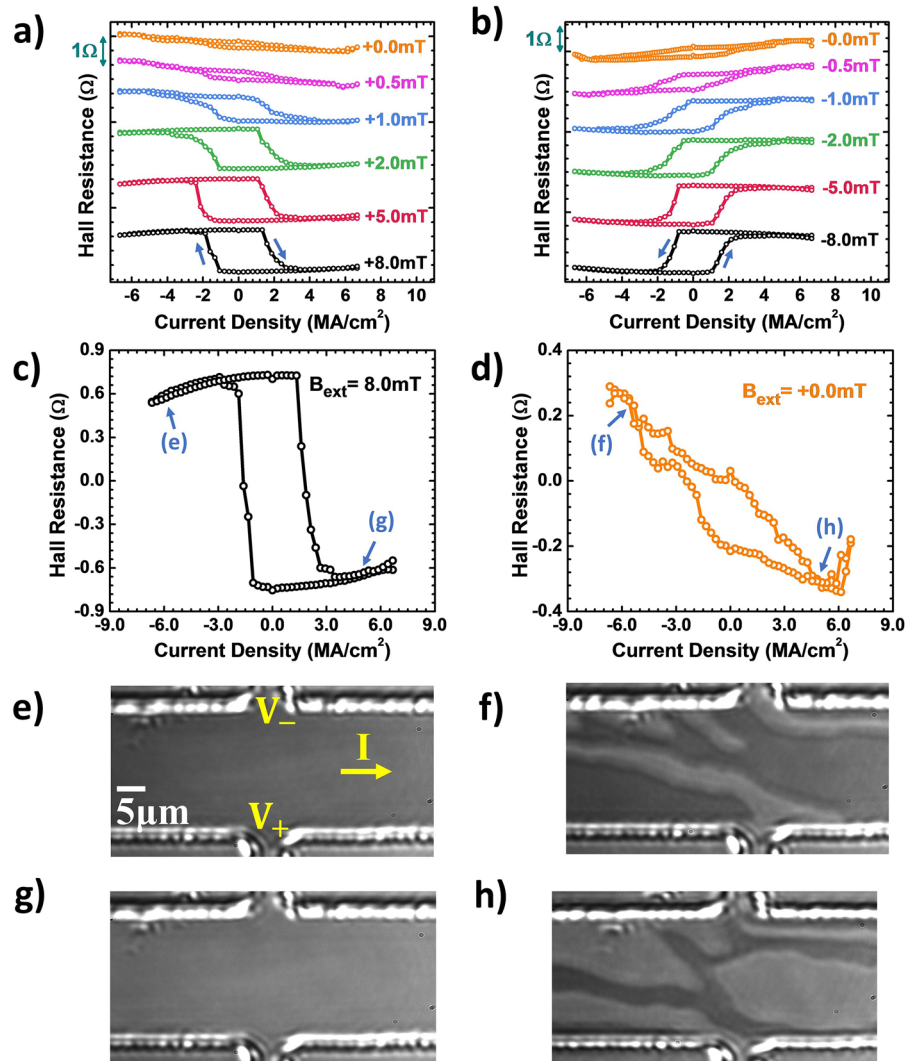 a)
1Ω
Hall Resistance (Ω)
+0.0mT
+0.5mT
+1.0mT
+2.0mT
+5.0mT
+8.0mT
-6 -4 -2 0 2 4 6 8 10
Current Density (MA/cm²)
b)
1Ω
Hall Resistance (Ω)
-0.0mT
-0.5mT
-1.0mT
-2.0mT
-5.0mT
-8.0mT
-6 -4 -2 0 2 4 6 8 10
Current Density (MA/cm²)
c)
Hall Resistance (Ω)
0.9
0.6
0.3
0.0
-0.3
-0.6
-0.9
B_ext = 8.0mT
(e)
(g)
-9.0 -6.0 -3.0 0.0 3.0 6.0 9.0
Current Density (MA/cm²)
d)
Hall Resistance (Ω)
0.4
0.2
0.0
-0.2
-0.4
B_ext = +0.0mT
(f)
(h)
-9.0 -6.0 -3.0 0.0 3.0 6.0 9.0
Current Density (MA/cm²)
e)
V_
I
5μm
V+
f)
g)
h)